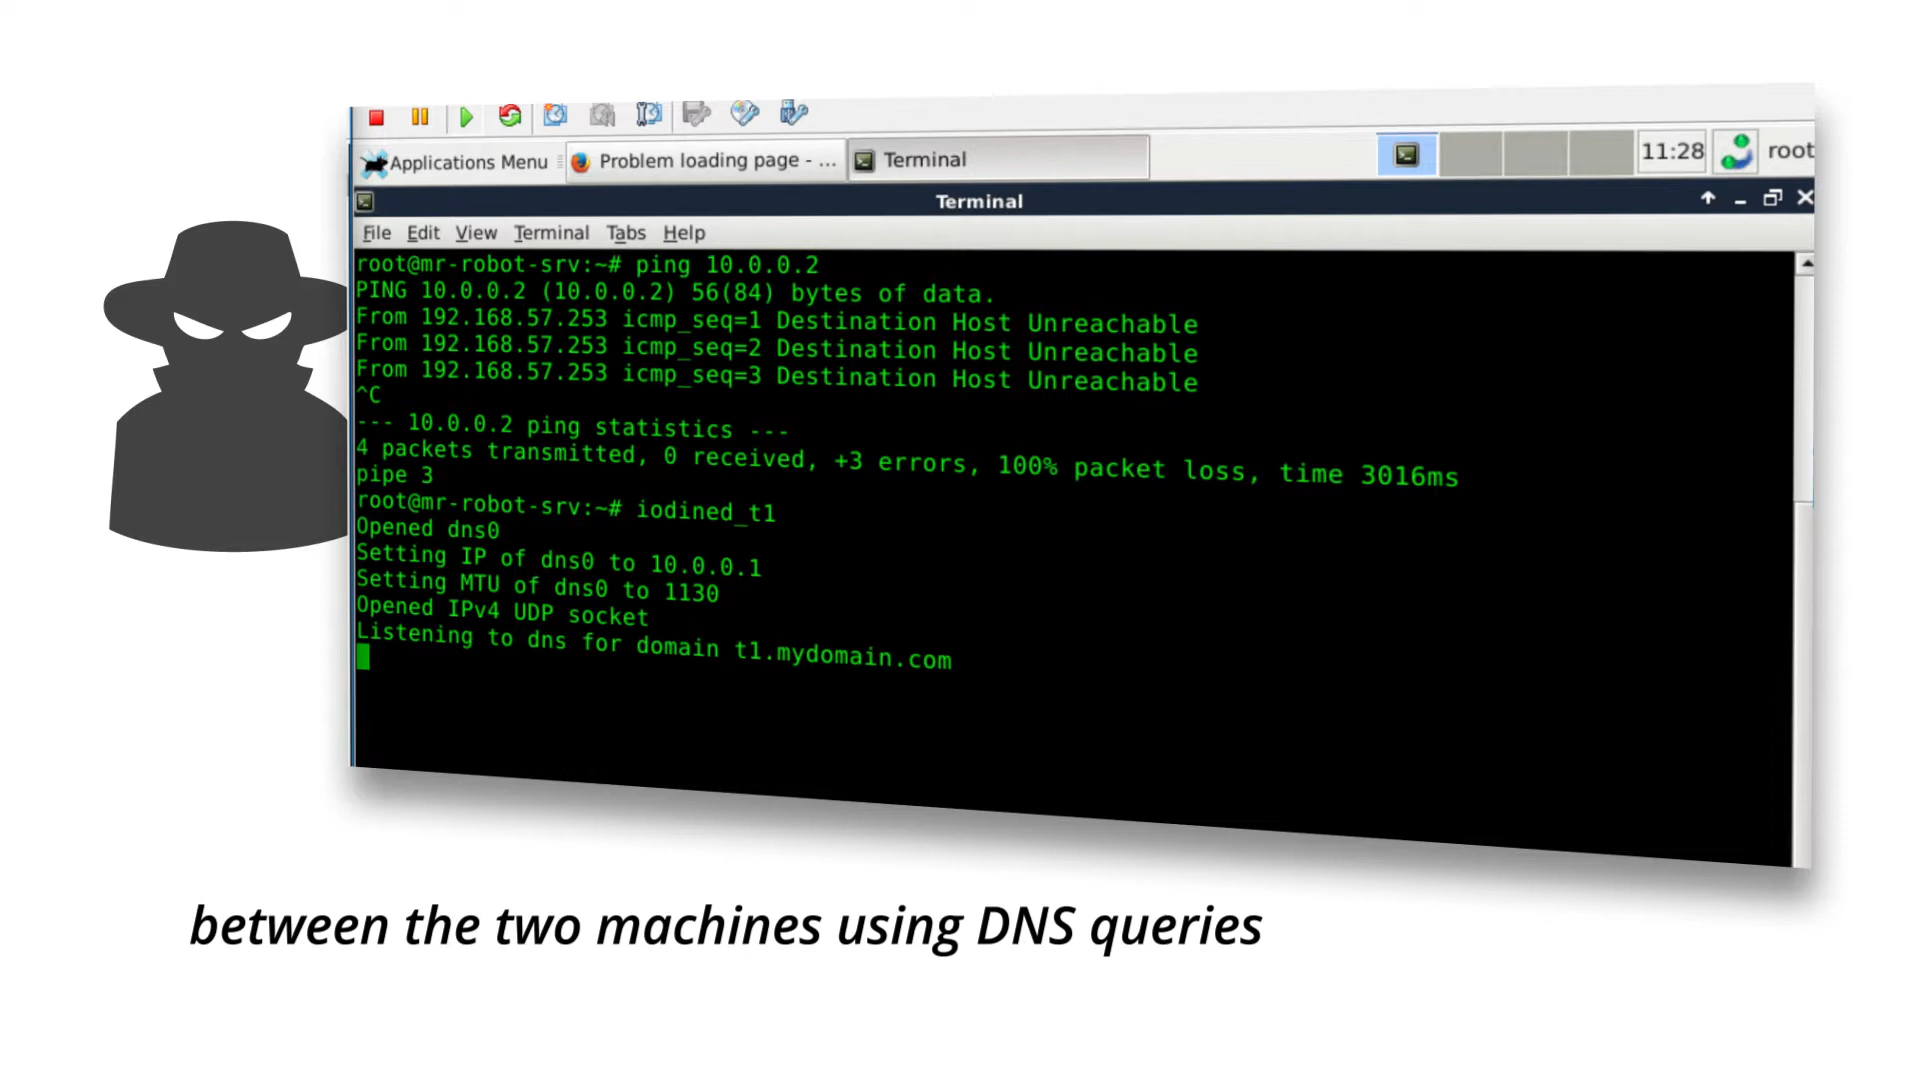 Applications Menu
Problem loading page - ...
Terminal
11:28
root
Terminal
File Edit View Terminal Tabs Help
root@mr-robot-srv:~# ping 10.0.0.2
PING 10.0.0.2 (10.0.0.2) 56(84) bytes of data.
From 192.168.57.253 icmp_seq=1 Destination Host Unreachable
From 192.168.57.253 icmp_seq=2 Destination Host Unreachable
From 192.168.57.253 icmp_seq=3 Destination Host Unreachable
^C
--- 10.0.0.2 ping statistics ---
4 packets transmitted, 0 received, +3 errors, 100% packet loss, time 3016ms
pipe 3
root@mr-robot-srv:~# iodined_t1
Opened dns0
Setting IP of dns0 to 10.0.0.1
Setting MTU of dns0 to 1130
Opened IPv4 UDP socket
Listening to dns for domain t1.mydomain.com
between the two machines using DNS queries